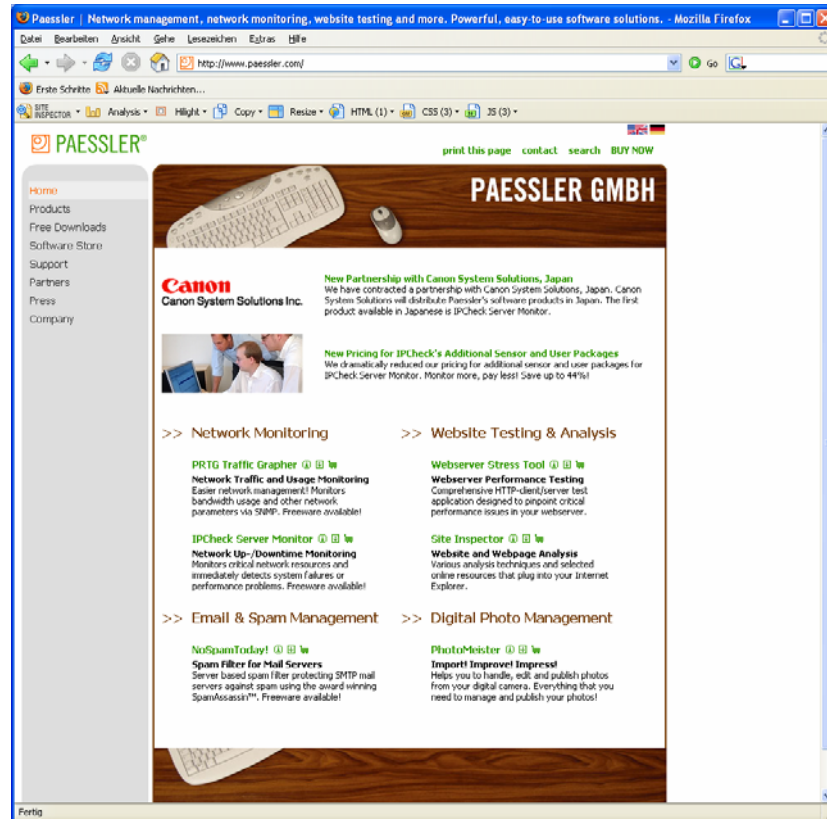 Paessler | Network management, network monitoring, website testing and more. Powerful, easy-to-use software solutions. - Mozilla Firefox
Datei Bearbeiten Ansicht Gehe Lesezeichen Extras Hilfe
http://www.paessler.com/ Go
Erste Schritte Aktuelle Nachrichten...
SITE INSPECTOR Analysis Hilight Copy Resize HTML (1) CSS (3) JS (3)
PAESSLER®
print this page contact search BUY NOW
Home
Products
Free Downloads
Software Store
Support
Partners
Press
Company
PAESSLER GMBH
Canon
Canon System Solutions Inc.
New Partnership with Canon System Solutions, Japan
We have contracted a partnership with Canon System Solutions, Japan. Canon
System Solutions will distribute Paessler's software products in Japan. The first
product available in Japanese is IPCheck Server Monitor.
New Pricing for IPCheck's Additional Sensor and User Packages
We dramatically reduced our pricing for additional sensor and user packages for
IPCheck Server Monitor. Monitor more, pay less! Save up to 44%!
>> Network Monitoring
PRTG Traffic Grapher
Network Traffic and Usage Monitoring
Easier network management! Monitors
bandwidth usage and other network
parameters via SNMP. Freeware available!
IPCheck Server Monitor
Network Up-/Downtime Monitoring
Monitors critical network resources and
immediately detects system failures or
performance problems. Freeware available!
>> Website Testing & Analysis
Webserver Stress Tool
Webserver Performance Testing
Comprehensive HTTP-client/server test
application designed to pinpoint critical
performance issues in your webserver.
Site Inspector
Website and Webpage Analysis
Various analysis techniques and selected
online resources that plug into your Internet
Explorer.
>> Email & Spam Management
NoSpamToday!
Spam Filter for Mail Servers
Server based spam filter protecting SMTP mail
servers against spam using the award winning
SpamAssassin™. Freeware available!
>> Digital Photo Management
PhotoMeister
Import! Improve! Impress!
Helps you to handle, edit and publish photos
from your digital camera. Everything that you
need to manage and publish your photos!
Fertig